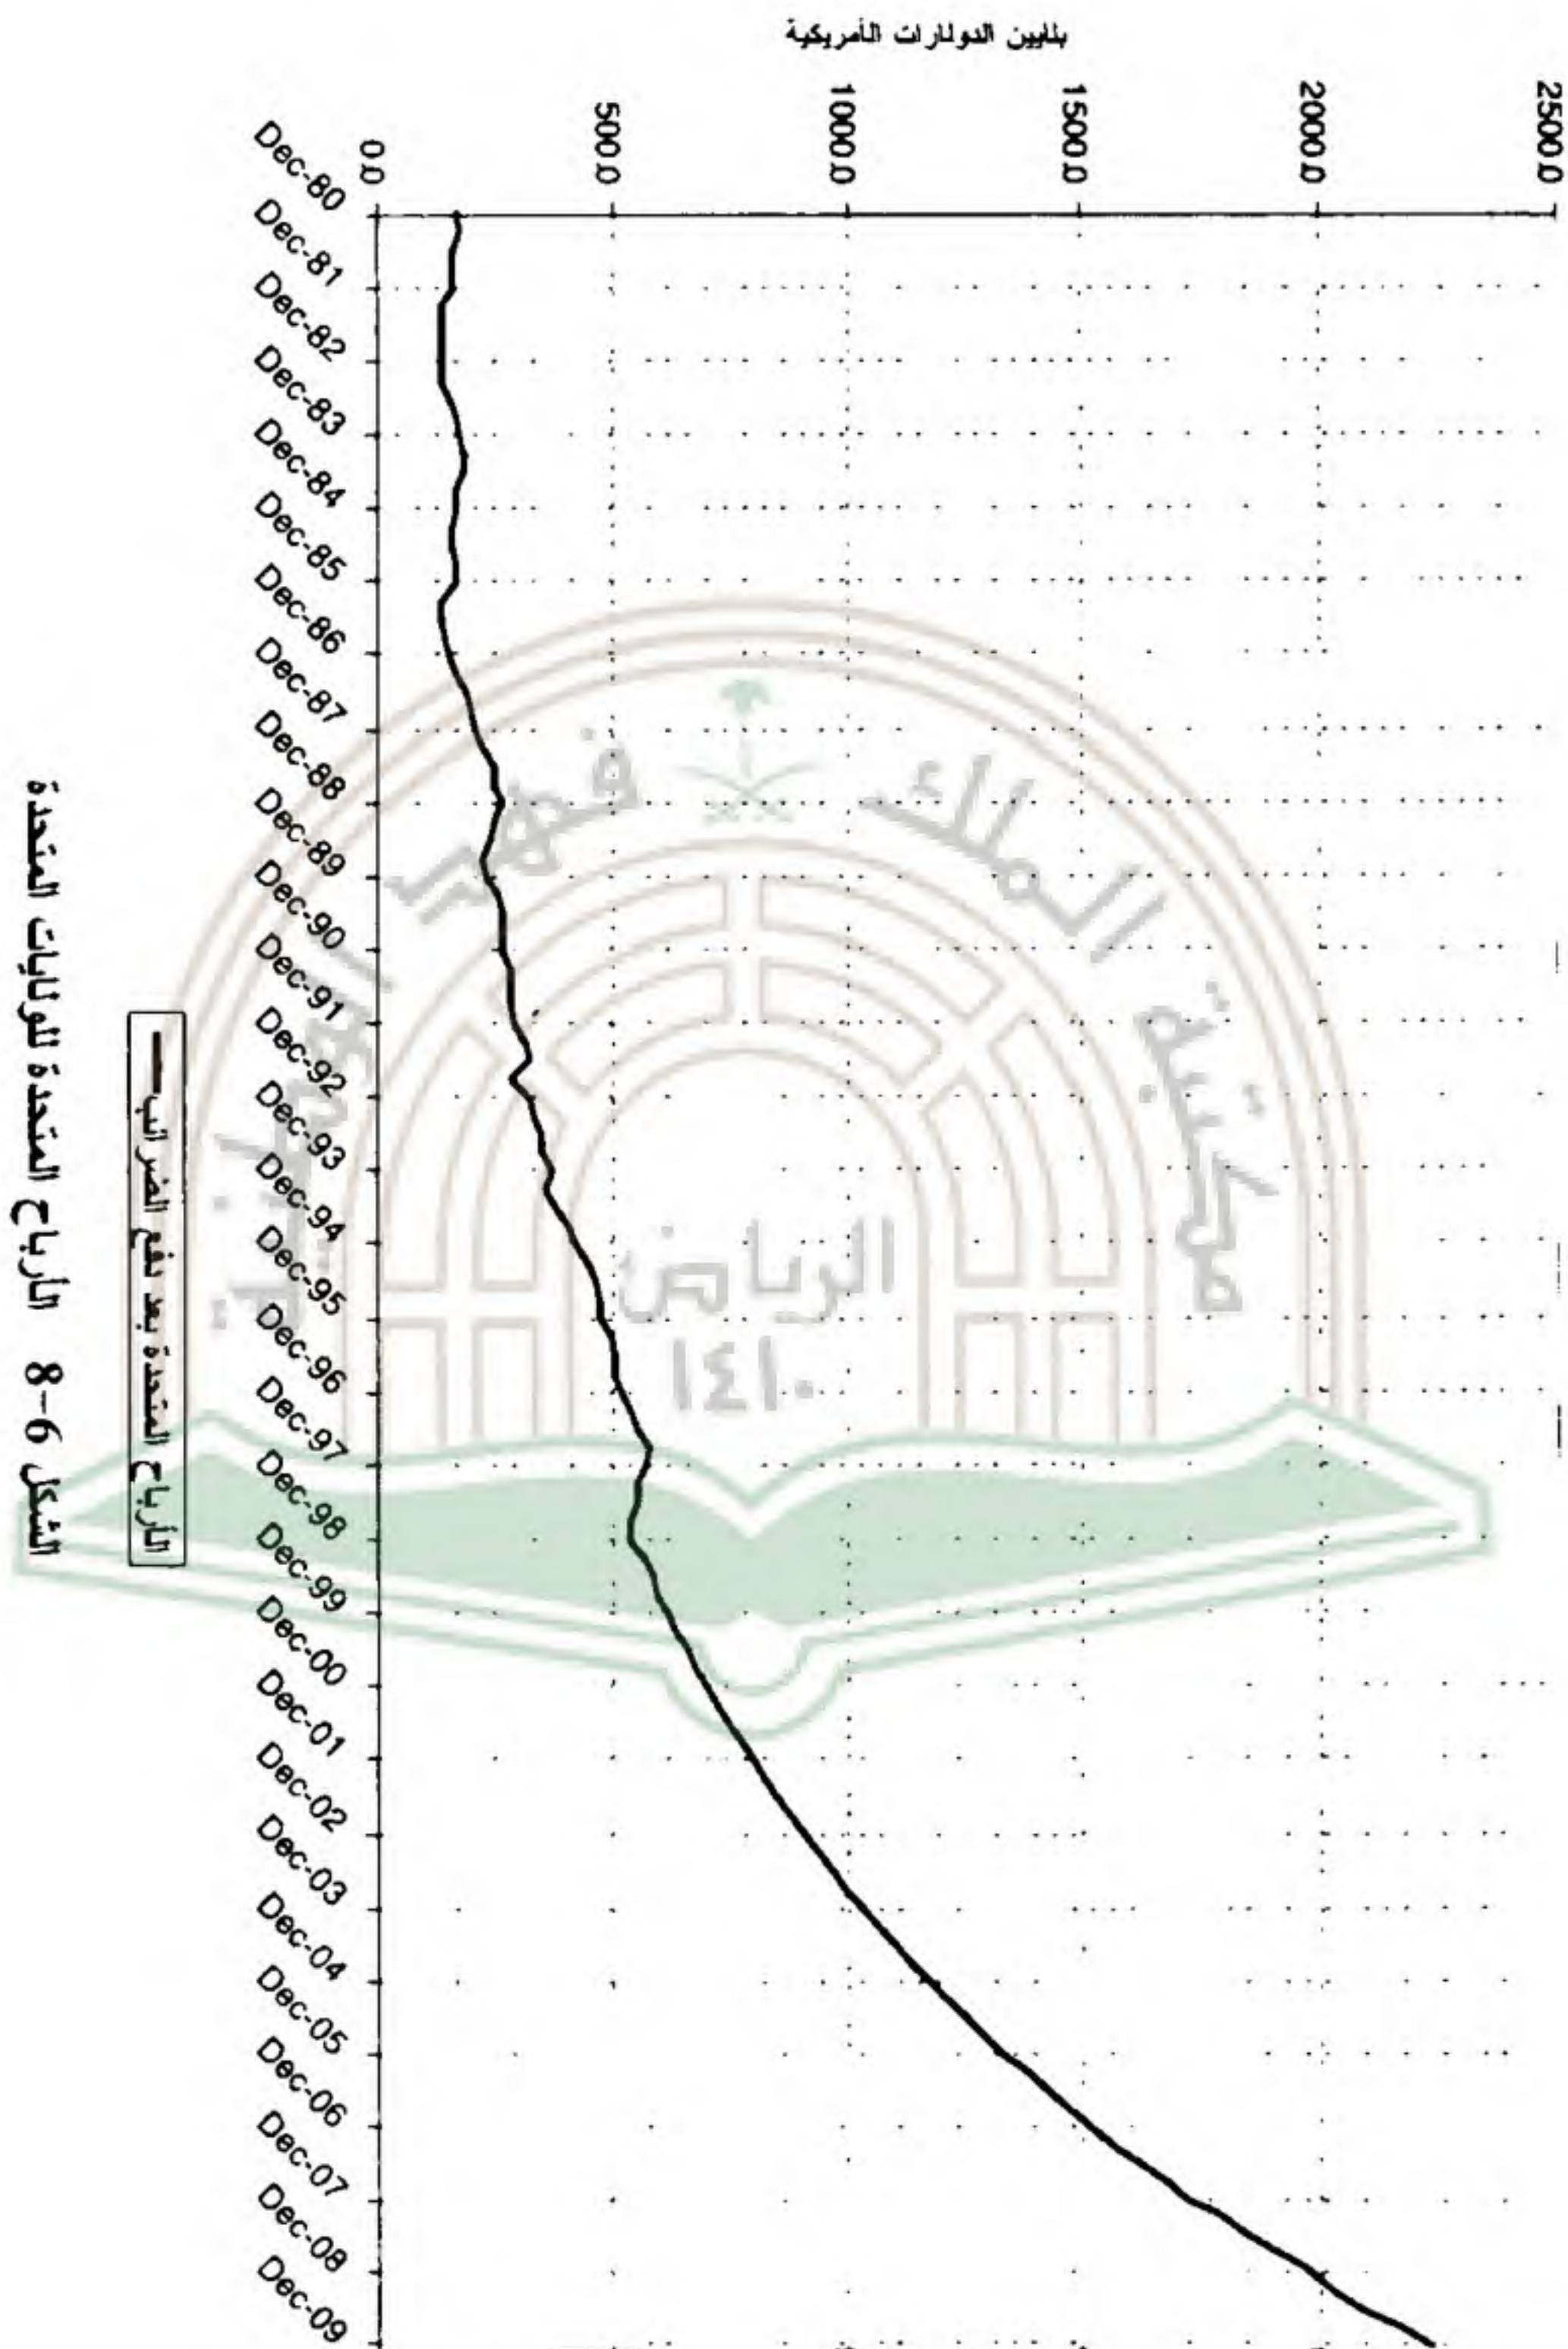 بلايين الدولارات الأمريكية
2500.0
2000.0
1500.0
1000.0
500.0
0.0
Dec-80
Dec-81
Dec-82
Dec-83
Dec-84
Dec-85
Dec-86
Dec-87
Dec-88
Dec-89
Dec-90
Dec-91
Dec-92
Dec-93
Dec-94
Dec-95
Dec-96
Dec-97
Dec-98
Dec-99
Dec-00
Dec-01
Dec-02
Dec-03
Dec-04
Dec-05
Dec-06
Dec-07
Dec-08
Dec-09
الأرباح المتحدة بعد دفع الضرائب
الشكل 6-8 الأرباح المتحدة للولايات المتحدة
مكتبة الملك فهد الوطنية
الرياض
١٤١٠